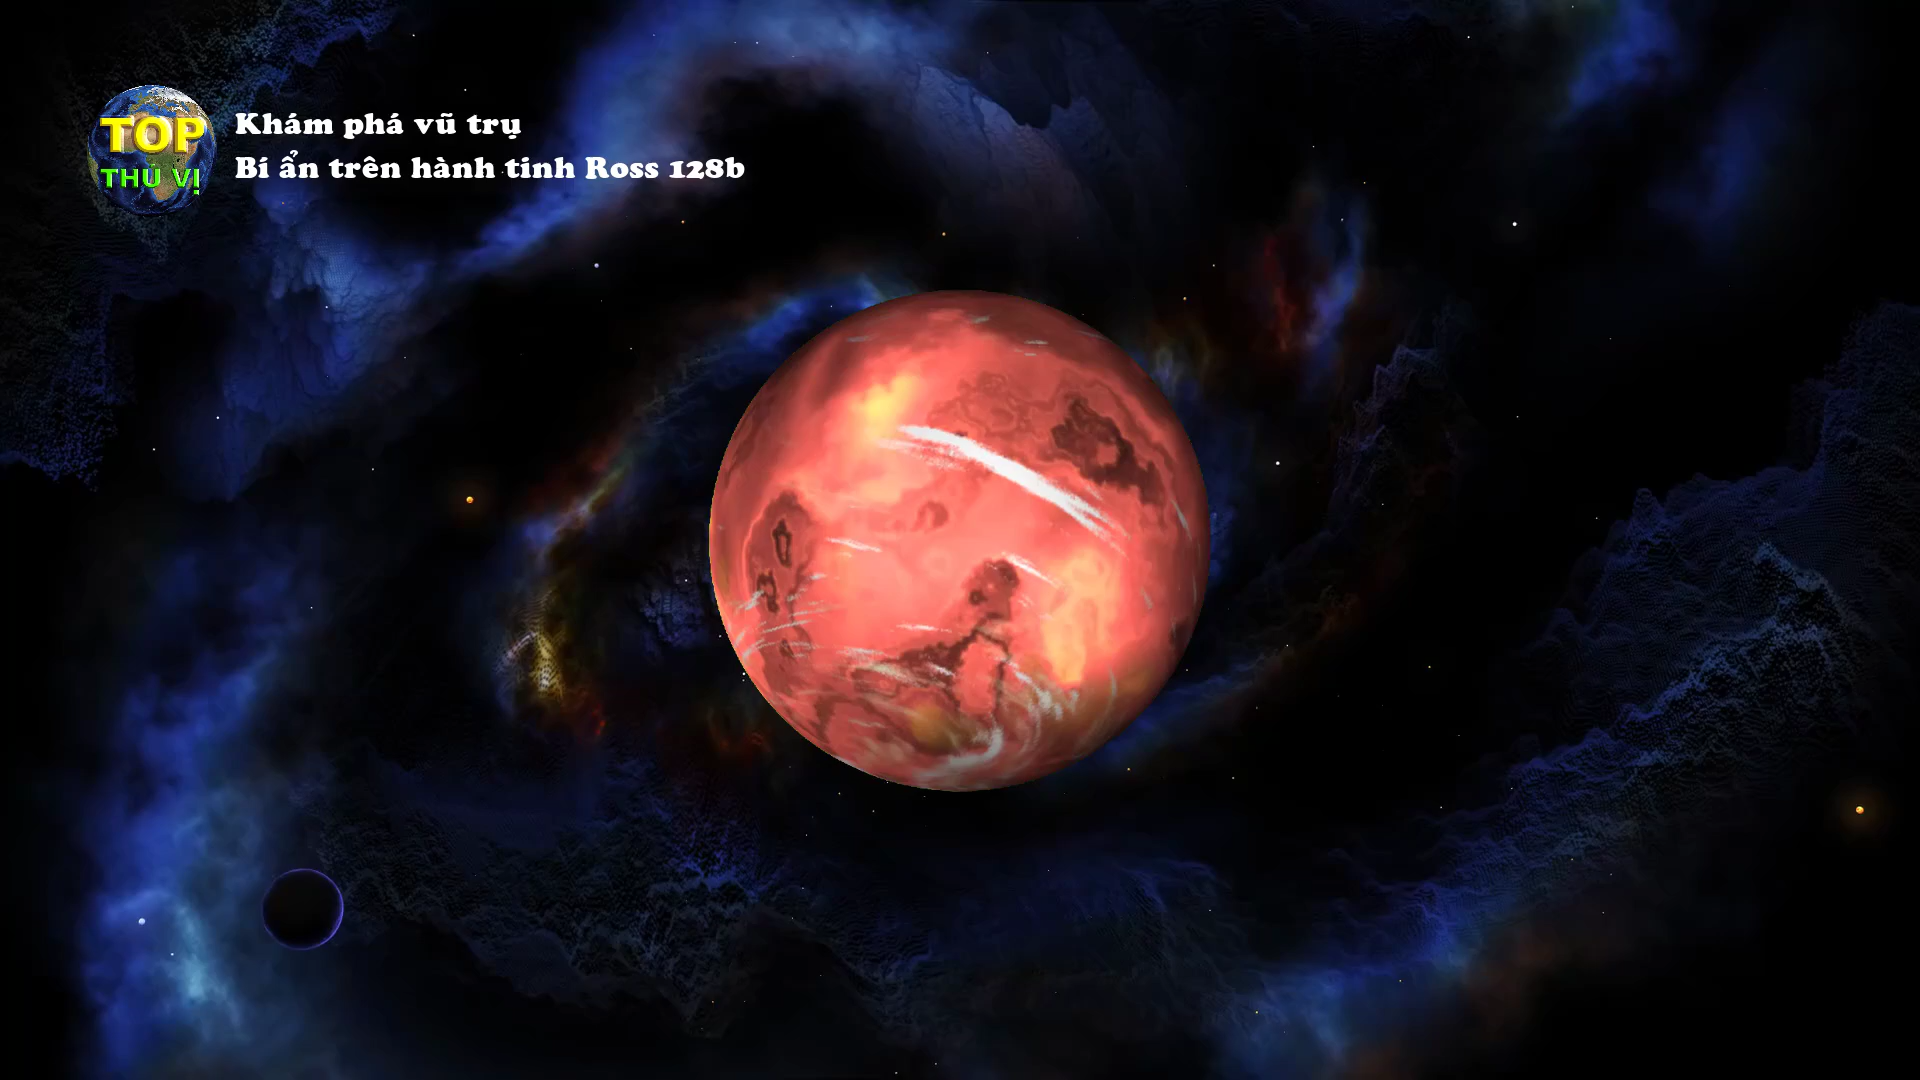 TOP
THÚ VỊ
Khám phá vũ trụ
Bí ẩn trên hành tinh Ross 128b